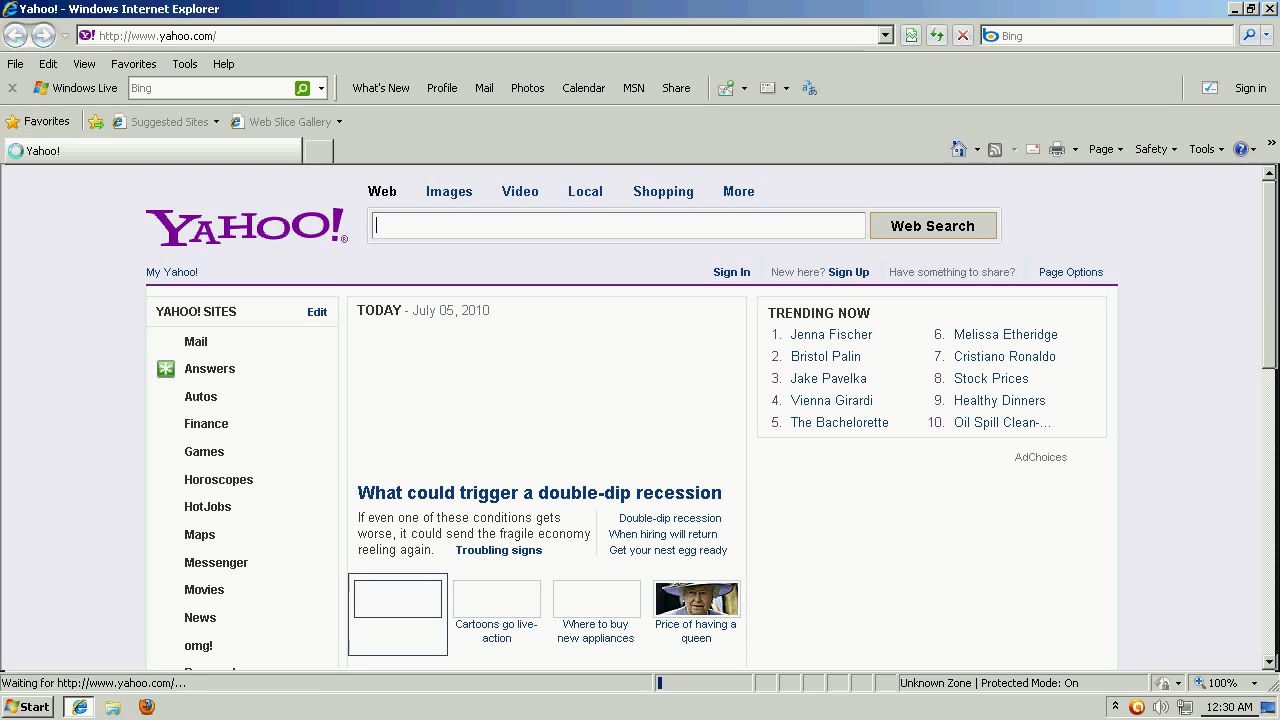 Yahoo! - Windows Internet Explorer
http://www.yahoo.com/
Bing
File Edit View Favorites Tools Help
Windows Live Bing What's New Profile Mail Photos Calendar MSN Share Sign in
Favorites Suggested Sites Web Slice Gallery
Yahoo! Page Safety Tools
Web Images Video Local Shopping More
YAHOO!®
Web Search
My Yahoo! Sign In New here? Sign Up Have something to share? Page Options
YAHOO! SITES Edit
Mail
Answers
Autos
Finance
Games
Horoscopes
HotJobs
Maps
Messenger
Movies
News
omg!
TODAY - July 05, 2010
What could trigger a double-dip recession
If even one of these conditions gets
worse, it could send the fragile economy
reeling again. Troubling signs
Double-dip recession
When hiring will return
Get your nest egg ready
Cartoons go live-
action
Where to buy
new appliances
Price of having a
queen
TRENDING NOW
1. Jenna Fischer
2. Bristol Palin
3. Jake Pavelka
4. Vienna Girardi
5. The Bachelorette
6. Melissa Etheridge
7. Cristiano Ronaldo
8. Stock Prices
9. Healthy Dinners
10. Oil Spill Clean-...
AdChoices
Waiting for http://www.yahoo.com/... Unknown Zone | Protected Mode: On 100%
Start 12:30 AM